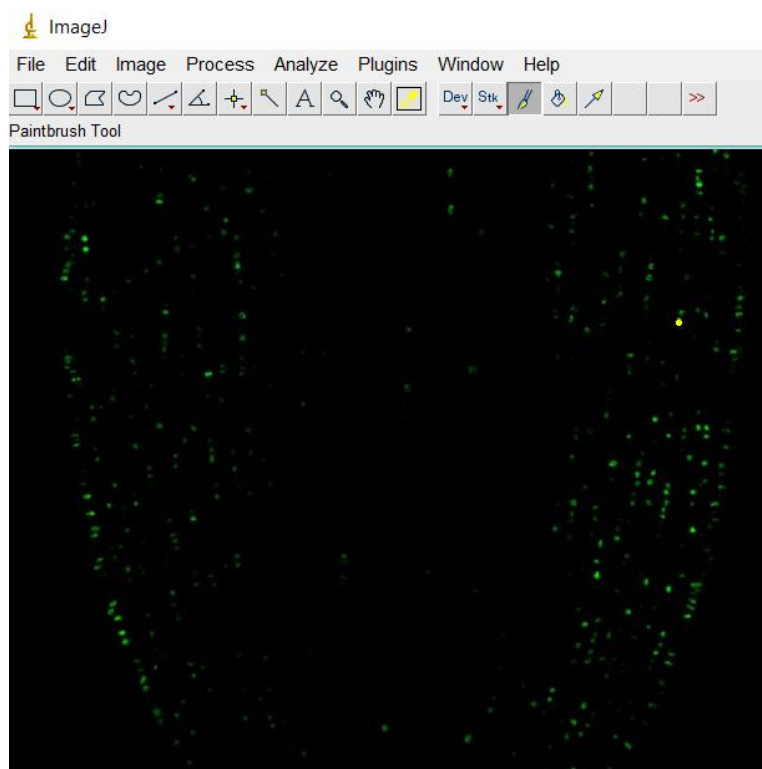 ImageJ
File Edit Image Process Analyze Plugins Window Help
A Dev Stk >>
Paintbrush Tool